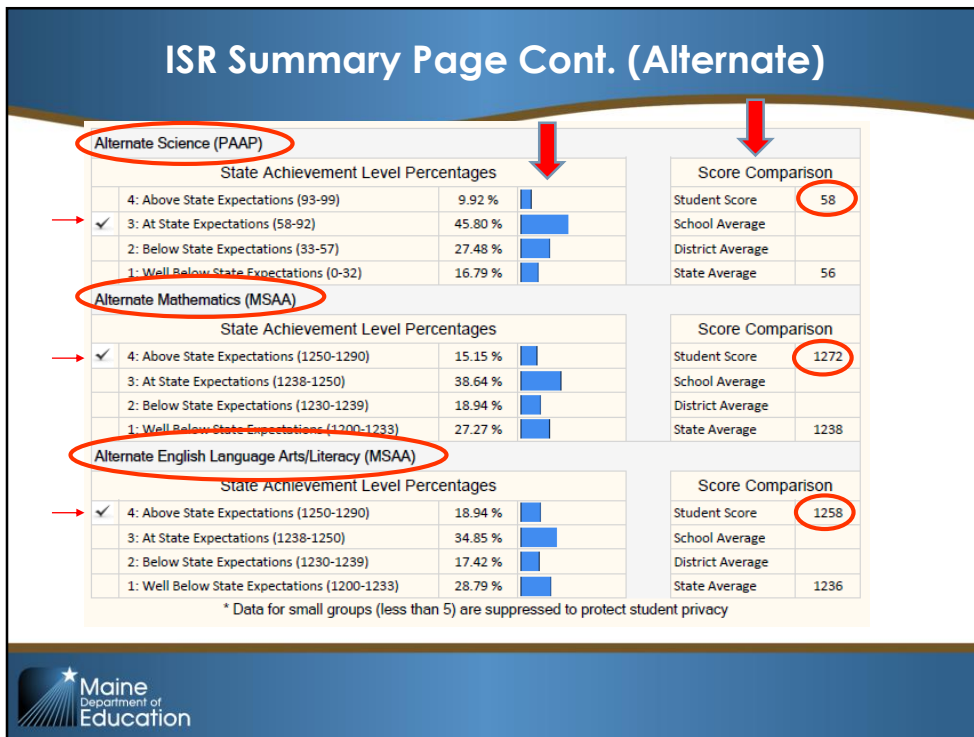 ISR Summary Page Cont. (Alternate)
Alternate Science (PAAP)
State Achievement Level Percentages Score Comparison
4: Above State Expectations (93-99) 9.92 % Student Score 58
3: At State Expectations (58-92) 45.80 % School Average
2: Below State Expectations (33-57) 27.48 % District Average
1: Well Below State Expectations (0-32) 16.79 % State Average 56
Alternate Mathematics (MSAA)
State Achievement Level Percentages Score Comparison
4: Above State Expectations (1250-1290) 15.15 % Student Score 1272
3: At State Expectations (1238-1250) 38.64 % School Average
2: Below State Expectations (1230-1239) 18.94 % District Average
1: Well Below State Expectations (1200-1233) 27.27 % State Average 1238
Alternate English Language Arts/Literacy (MSAA)
State Achievement Level Percentages Score Comparison
4: Above State Expectations (1250-1290) 18.94 % Student Score 1258
3: At State Expectations (1238-1250) 34.85 % School Average
2: Below State Expectations (1230-1239) 17.42 % District Average
1: Well Below State Expectations (1200-1233) 28.79 % State Average 1236
* Data for small groups (less than 5) are suppressed to protect student privacy
Maine
Department of
Education